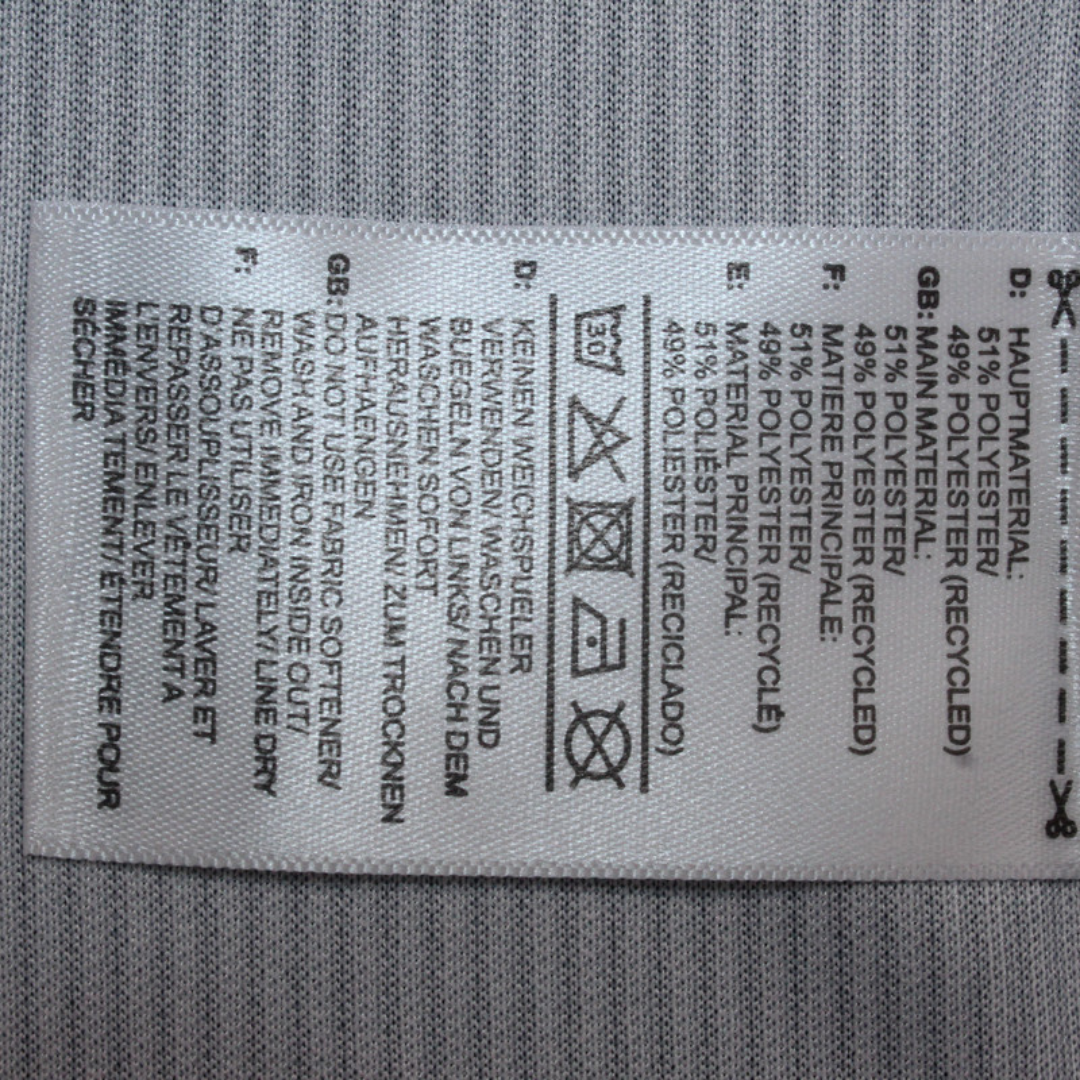 D: HAUPTMATERIAL:
51% POLYESTER/
49% POLYESTER (RECYCLED)
GB: MAIN MATERIAL:
51% POLYESTER/
49% POLYESTER (RECYCLED)
F: MATIERE PRINCIPALE:
51% POLYESTER/
49% POLYESTER (RECYCLÉ)
E: MATERIAL PRINCIPAL:
51% POLIÉSTER/
49% POLIESTER (RECICLADO)
30
D: KEINEN WEICHSPUELER
VERWENDEN/ WASCHEN UND
BUEGELN VON LINKS/ NACH DEM
WASCHEN SOFORT
HERAUSNEHMEN/ ZUM TROCKNEN
AUFHAENGEN
GB: DO NOT USE FABRIC SOFTENER/
WASH AND IRON INSIDE OUT/
REMOVE IMMEDIATELY/ LINE DRY
F: NE PAS UTILISER
D'ASSOUPLISSEUR/ LAVER ET
REPASSER LE VÊTEMENT A
L'ENVERS/ ENLEVER
IMMÉDIATEMENT/ ÉTENDRE POUR
SÉCHER